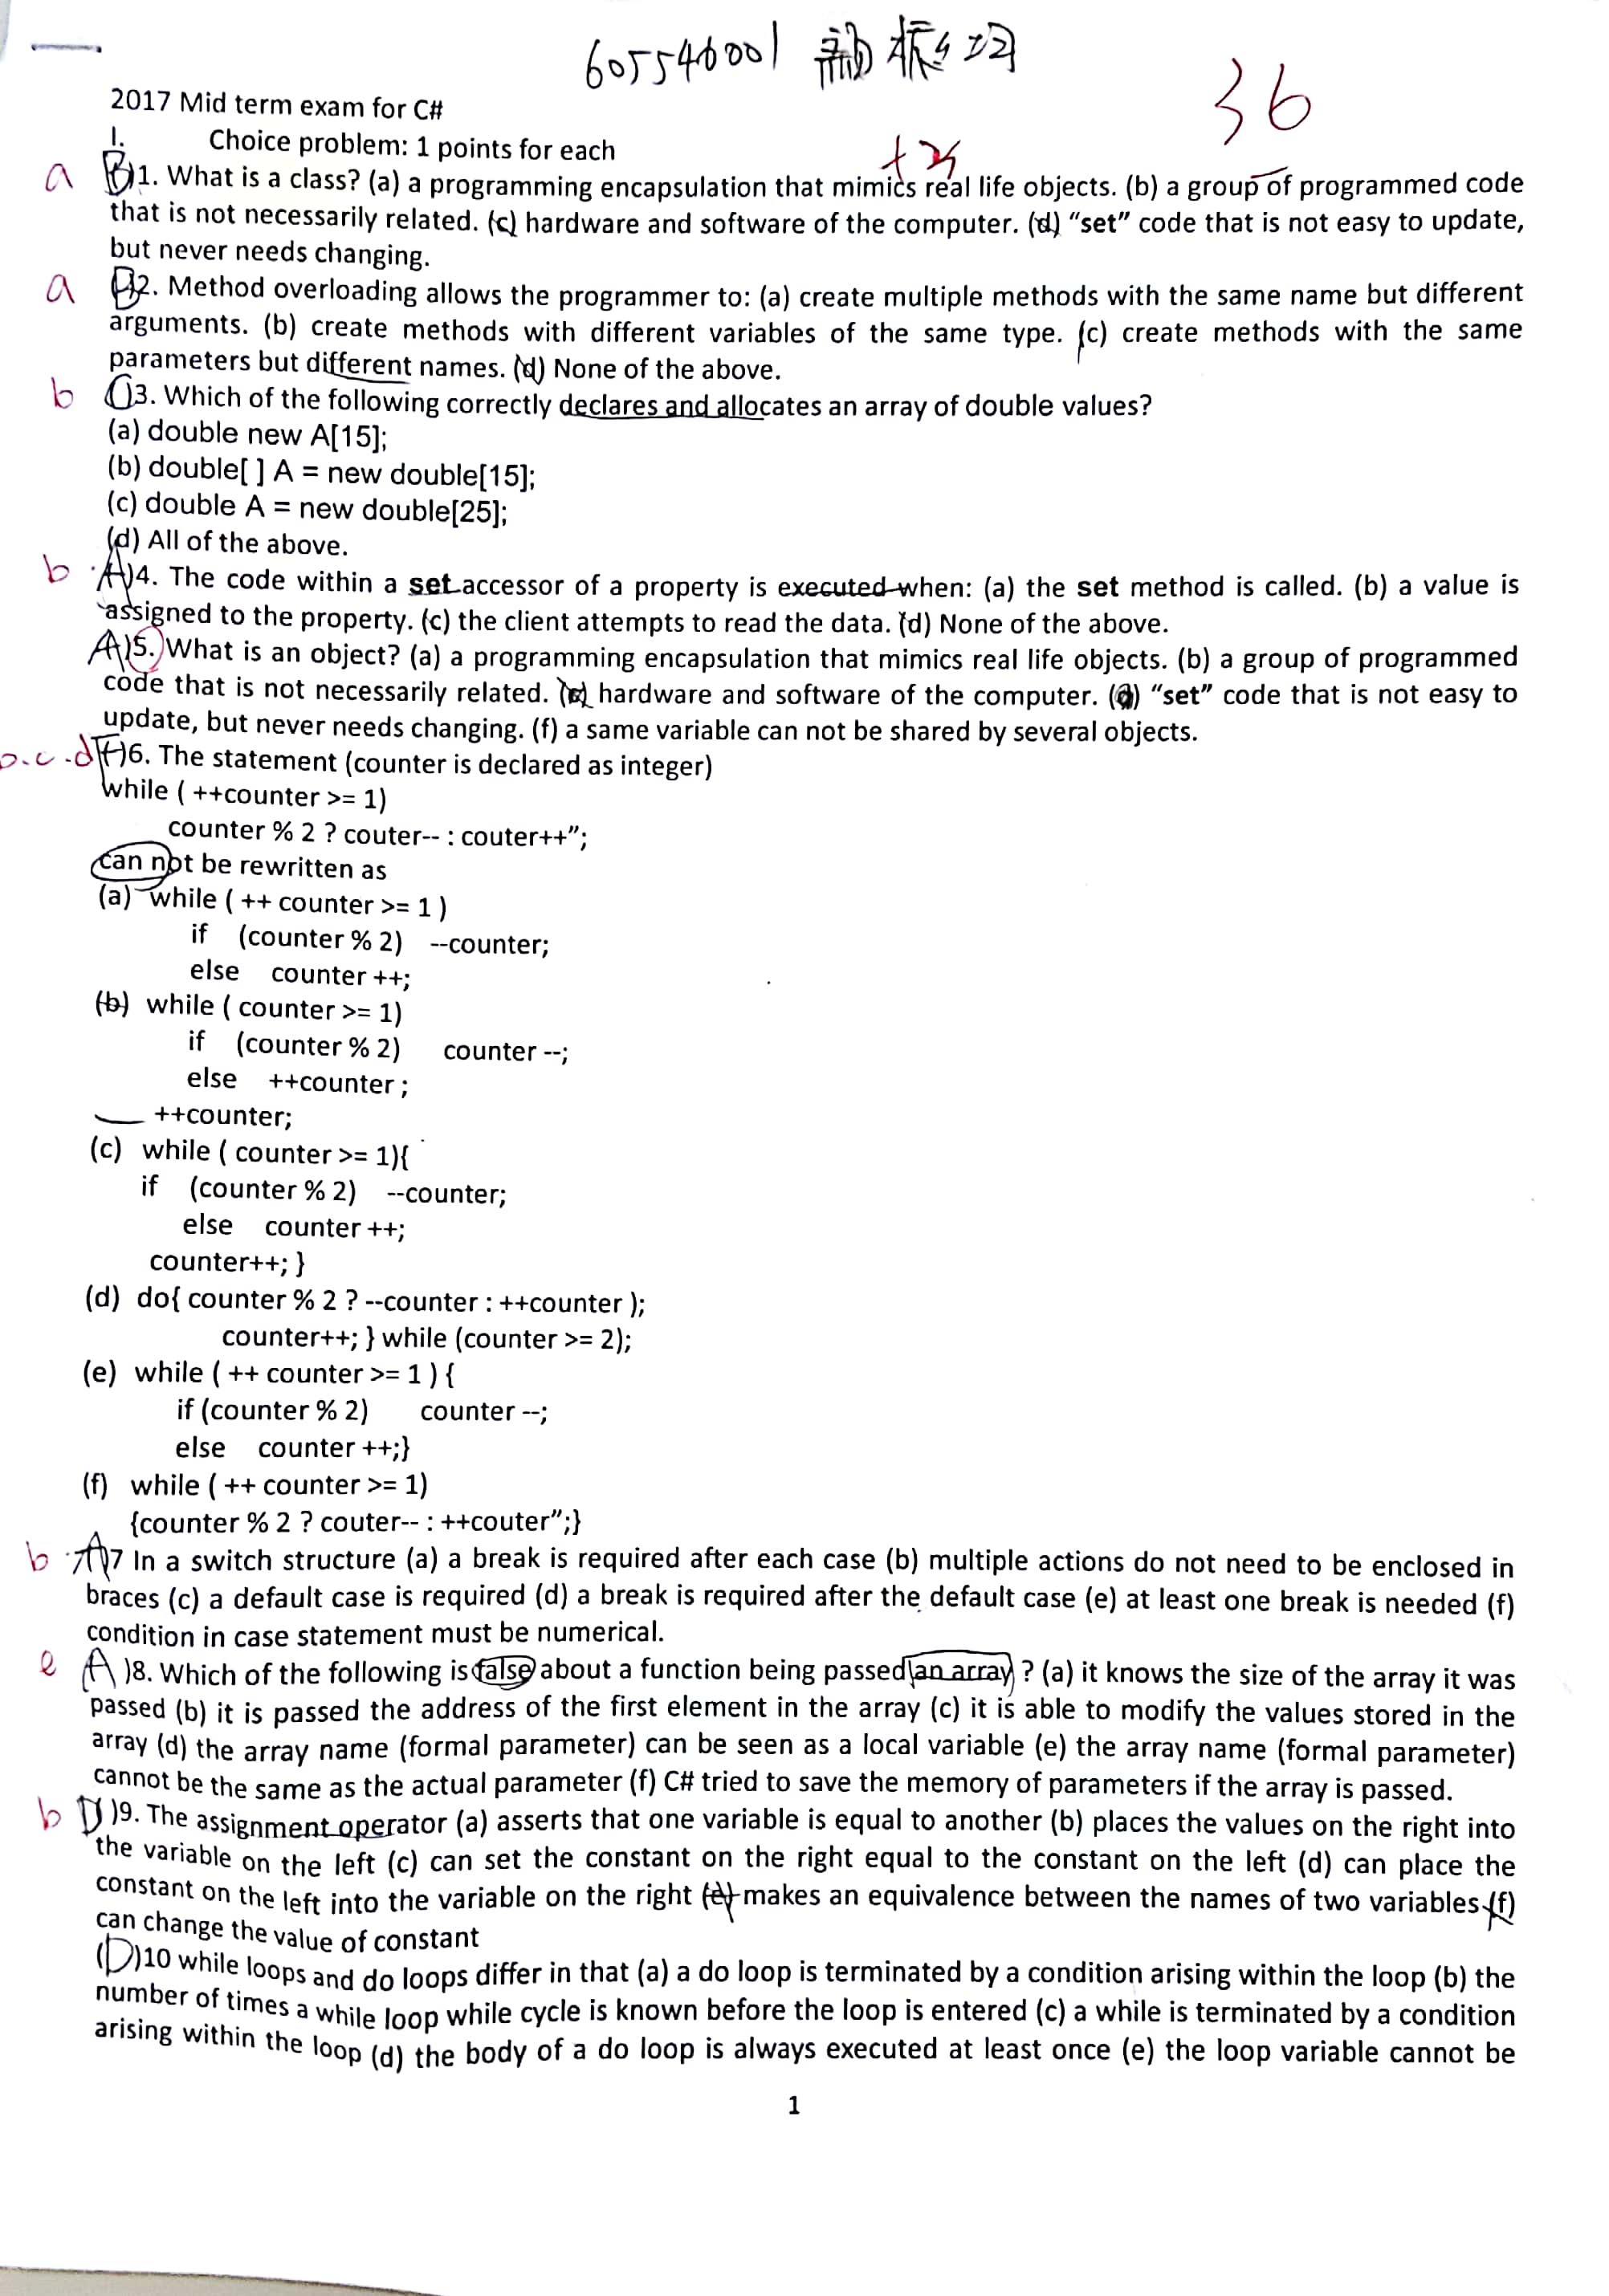 605546001
36
2017 Mid term exam for C#
I. Choice problem: 1 points for each
a B)1. What is a class? (a) a programming encapsulation that mimics real life objects. (b) a group of programmed code
that is not necessarily related. (c) hardware and software of the computer. (d) “set” code that is not easy to update,
but never needs changing.
a )2. Method overloading allows the programmer to: (a) create multiple methods with the same name but different
arguments. (b) create methods with different variables of the same type. (c) create methods with the same
parameters but different names. (d) None of the above.
b )3. Which of the following correctly declares and allocates an array of double values?
(a) double new A[15];
(b) double[ ] A = new double[15];
(c) double A = new double[25];
(d) All of the above.
b A)4. The code within a set accessor of a property is executed when: (a) the set method is called. (b) a value is
assigned to the property. (c) the client attempts to read the data. (d) None of the above.
A)5. What is an object? (a) a programming encapsulation that mimics real life objects. (b) a group of programmed
code that is not necessarily related. (c) hardware and software of the computer. (d) “set” code that is not easy to
update, but never needs changing. (f) a same variable can not be shared by several objects.
b.c.d F)6. The statement (counter is declared as integer)
while ( ++counter >= 1)
counter % 2 ? couter-- : couter++”;
can not be rewritten as
(a) while ( ++ counter >= 1 )
if (counter % 2) --counter;
else counter ++;
(b) while ( counter >= 1)
if (counter % 2) counter --;
else ++counter ;
++counter;
(c) while ( counter >= 1){
if (counter % 2) --counter;
else counter ++;
counter++; }
(d) do{ counter % 2 ? --counter : ++counter );
counter++; } while (counter >= 2);
(e) while ( ++ counter >= 1 ) {
if (counter % 2) counter --;
else counter ++;}
(f) while ( ++ counter >= 1)
{counter % 2 ? couter-- : ++couter”;}
b A)7 In a switch structure (a) a break is required after each case (b) multiple actions do not need to be enclosed in
braces (c) a default case is required (d) a break is required after the default case (e) at least one break is needed (f)
condition in case statement must be numerical.
e (A )8. Which of the following is false about a function being passed an array ? (a) it knows the size of the array it was
passed (b) it is passed the address of the first element in the array (c) it is able to modify the values stored in the
array (d) the array name (formal parameter) can be seen as a local variable (e) the array name (formal parameter)
cannot be the same as the actual parameter (f) C# tried to save the memory of parameters if the array is passed.
b D )9. The assignment operator (a) asserts that one variable is equal to another (b) places the values on the right into
the variable on the left (c) can set the constant on the right equal to the constant on the left (d) can place the
constant on the left into the variable on the right (e) makes an equivalence between the names of two variables (f)
can change the value of constant
(D)10 while loops and do loops differ in that (a) a do loop is terminated by a condition arising within the loop (b) the
number of times a while loop while cycle is known before the loop is entered (c) a while is terminated by a condition
arising within the loop (d) the body of a do loop is always executed at least once (e) the loop variable cannot be
1